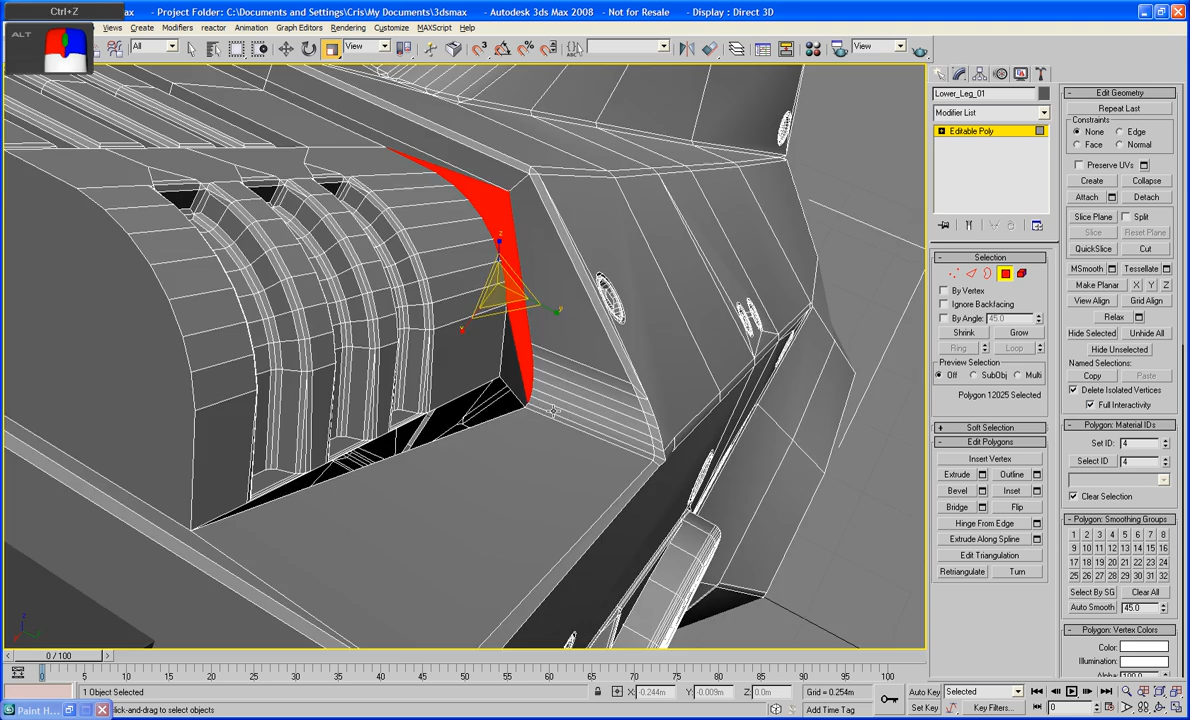 Ctrl+Z
ALT
ax - Project Folder: C:\Documents and Settings\Cris\My Documents\3dsmax - Autodesk 3ds Max 2008 - Not for Resale - Display : Direct 3D
Views Create Modifiers reactor Animation Graph Editors Rendering Customize MAXScript Help
All View View
Lower_Leg_01
Modifier List
Editable Poly
Selection
By Vertex
Ignore Backfacing
By Angle: 45.0
Shrink Grow
Ring Loop
Preview Selection
Off SubObj Multi
Polygon 12025 Selected
Soft Selection
Edit Polygons
Insert Vertex
Extrude Outline
Bevel Inset
Bridge Flip
Hinge From Edge
Extrude Along Spline
Edit Triangulation
Retriangulate Turn
Edit Geometry
Repeat Last
Constraints
None Edge
Face Normal
Preserve UVs
Create Collapse
Attach Detach
Slice Plane Split
Slice Reset Plane
QuickSlice Cut
MSmooth Tessellate
Make Planar X Y Z
View Align Grid Align
Relax
Hide Selected Unhide All
Hide Unselected
Named Selections:
Copy Paste
Delete Isolated Vertices
Full Interactivity
Polygon: Material IDs
Set ID: 4
Select ID 4
Clear Selection
Polygon: Smoothing Groups
1 2 3 4 5 6 7 8
9 10 11 12 13 14 15 16
17 18 19 20 21 22 23 24
25 26 27 28 29 30 31 32
Select By SG Clear All
Auto Smooth 45.0
Polygon: Vertex Colors
Color:
Illumination:
Alpha: 100.0
z
y
0 / 100
0 5 10 15 20 25 30 35 40 45 50 55 60 65 70 75 80 85 90 95 100
1 Object Selected X: -0.244m Y: -0.009m Z: 0.0m Grid = 0.254m Auto Key Selected
Paint H... lick-and-drag to select objects Add Time Tag Set Key Key Filters... 0